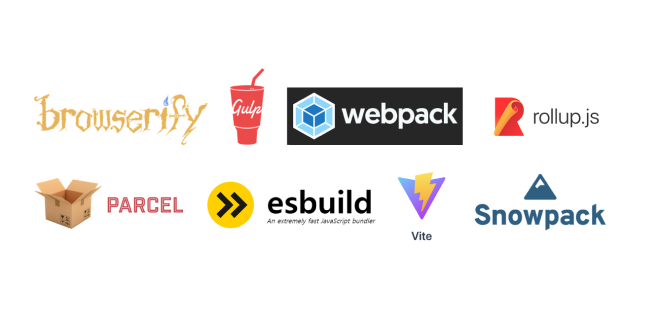 browserify
Gulp
webpack
rollup.js
PARCEL
esbuild
An extremely fast JavaScript bundler
Vite
Snowpack